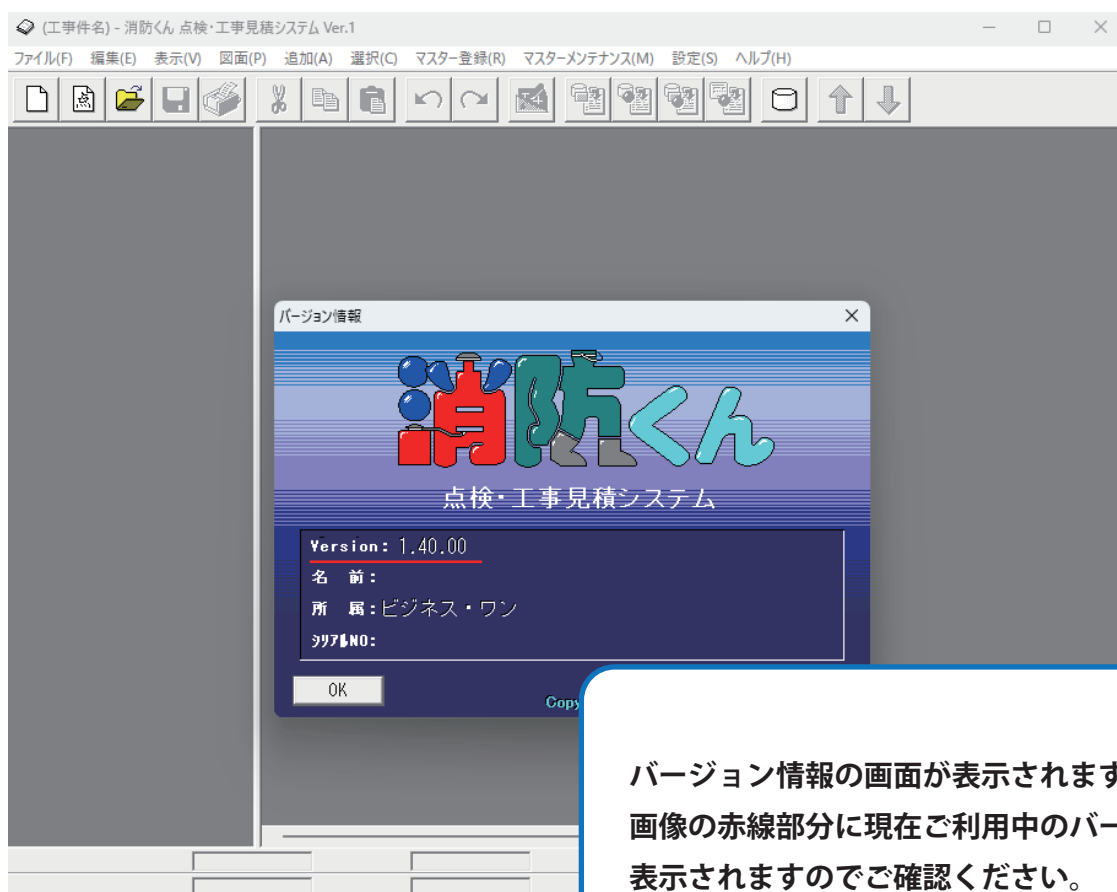 (工事件名) - 消防くん 点検・工事見積システム Ver.1
ファイル(F) 編集(E) 表示(V) 図面(P) 追加(A) 選択(C) マスター登録(R) マスターメンテナンス(M) 設定(S) ヘルプ(H)
点
バージョン情報
消防くん
点検・工事見積システム
Version: 1.40.00
名 前:
所 属:ビジネス・ワン
シリアルNO:
OK
Copy
バージョン情報の画面が表示されます
画像の赤線部分に現在ご利用中のバー
表示されますのでご確認ください。